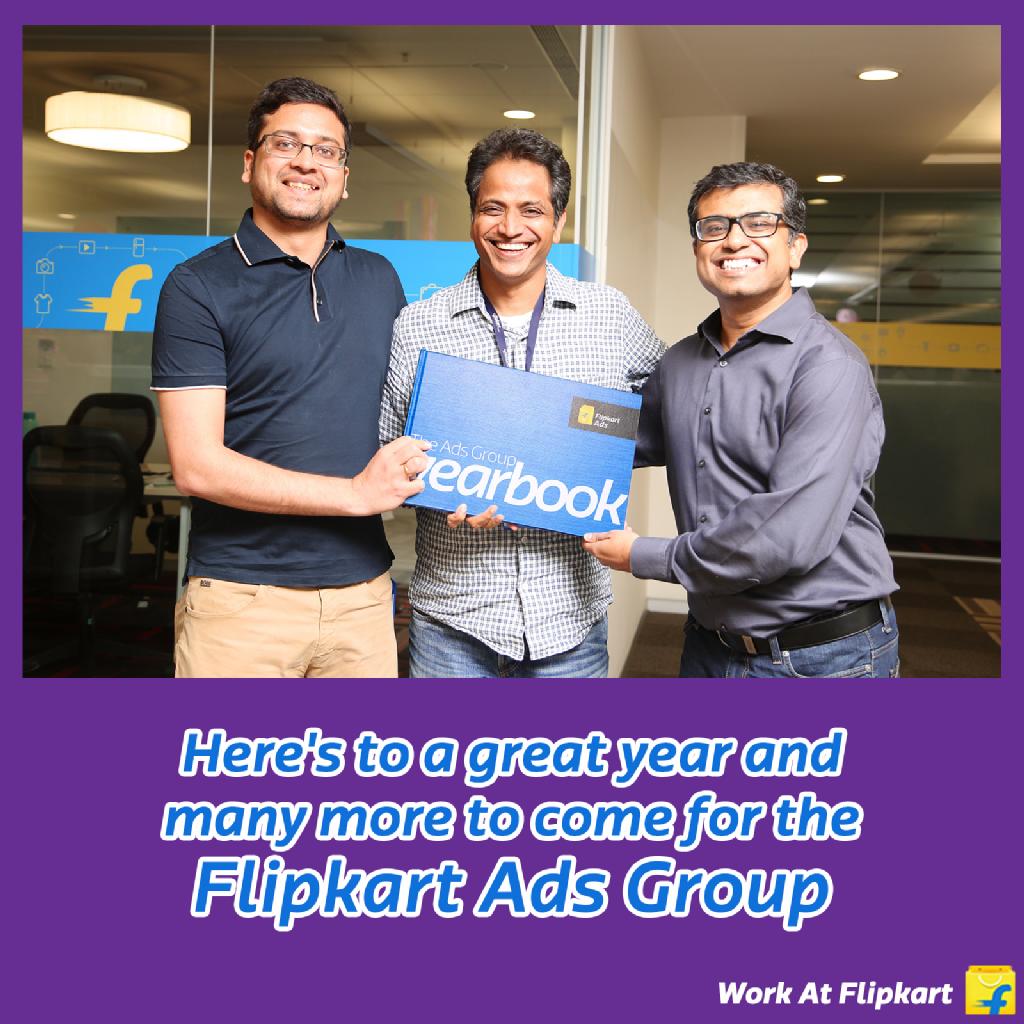 Flipkart
Ads
The Ads Group
yearbook
Here's to a great year and
many more to come for the
Flipkart Ads Group
Work At Flipkart